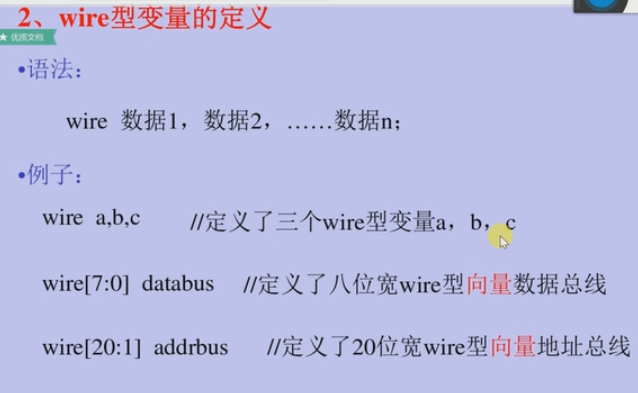 2、wire型变量的定义
★ 优质文档
•语法：
wire 数据1，数据2，……数据n；
•例子：
wire a,b,c //定义了三个wire型变量a，b，c
wire[7:0] databus //定义了八位宽wire型向量数据总线
wire[20:1] addrbus //定义了20位宽wire型向量地址总线